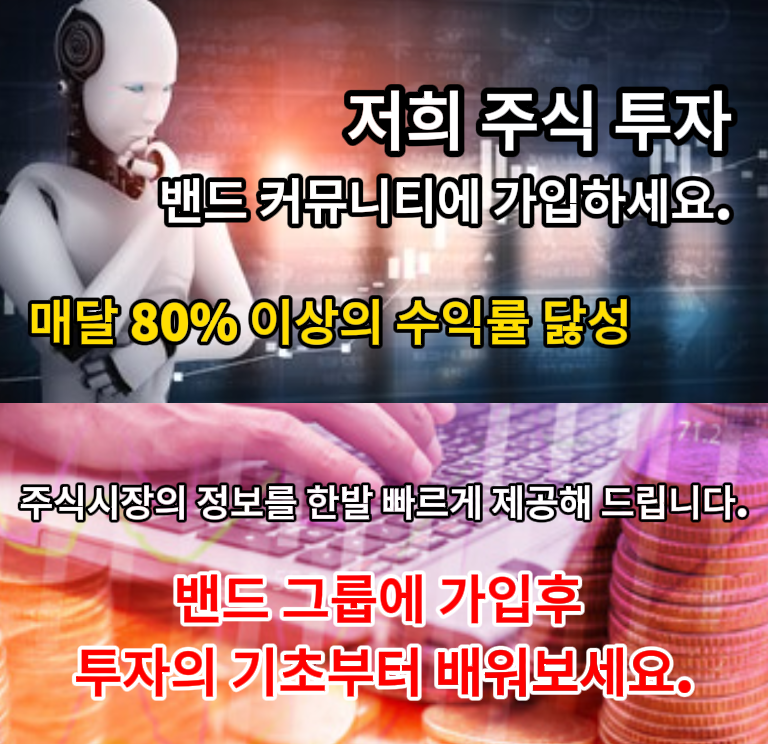 저희 주식 투자
밴드 커뮤니티에 가입하세요.
매달 80% 이상의 수익률 닳성
71.2
주식시장의 정보를 한발 빠르게 제공해 드립니다.
밴드 그룹에 가입후
투자의 기초부터 배워보세요.